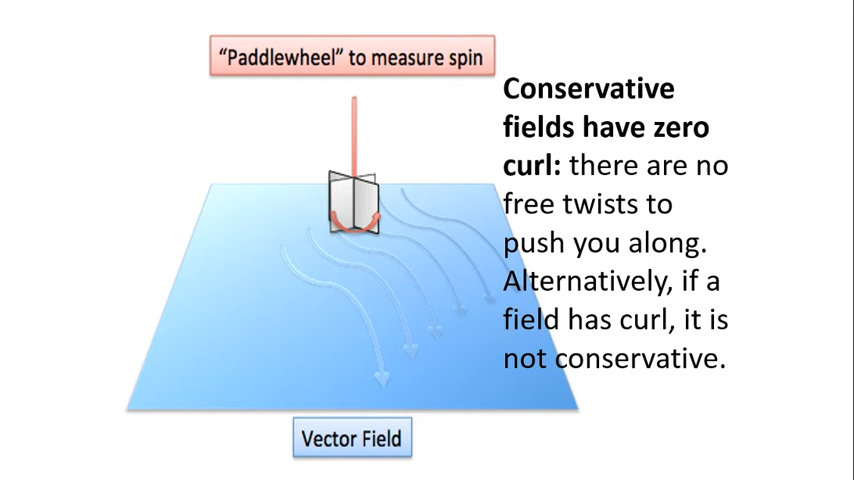 “Paddlewheel” to measure spin
Conservative
fields have zero
curl: there are no
free twists to
push you along.
Alternatively, if a
field has curl, it is
not conservative.
Vector Field